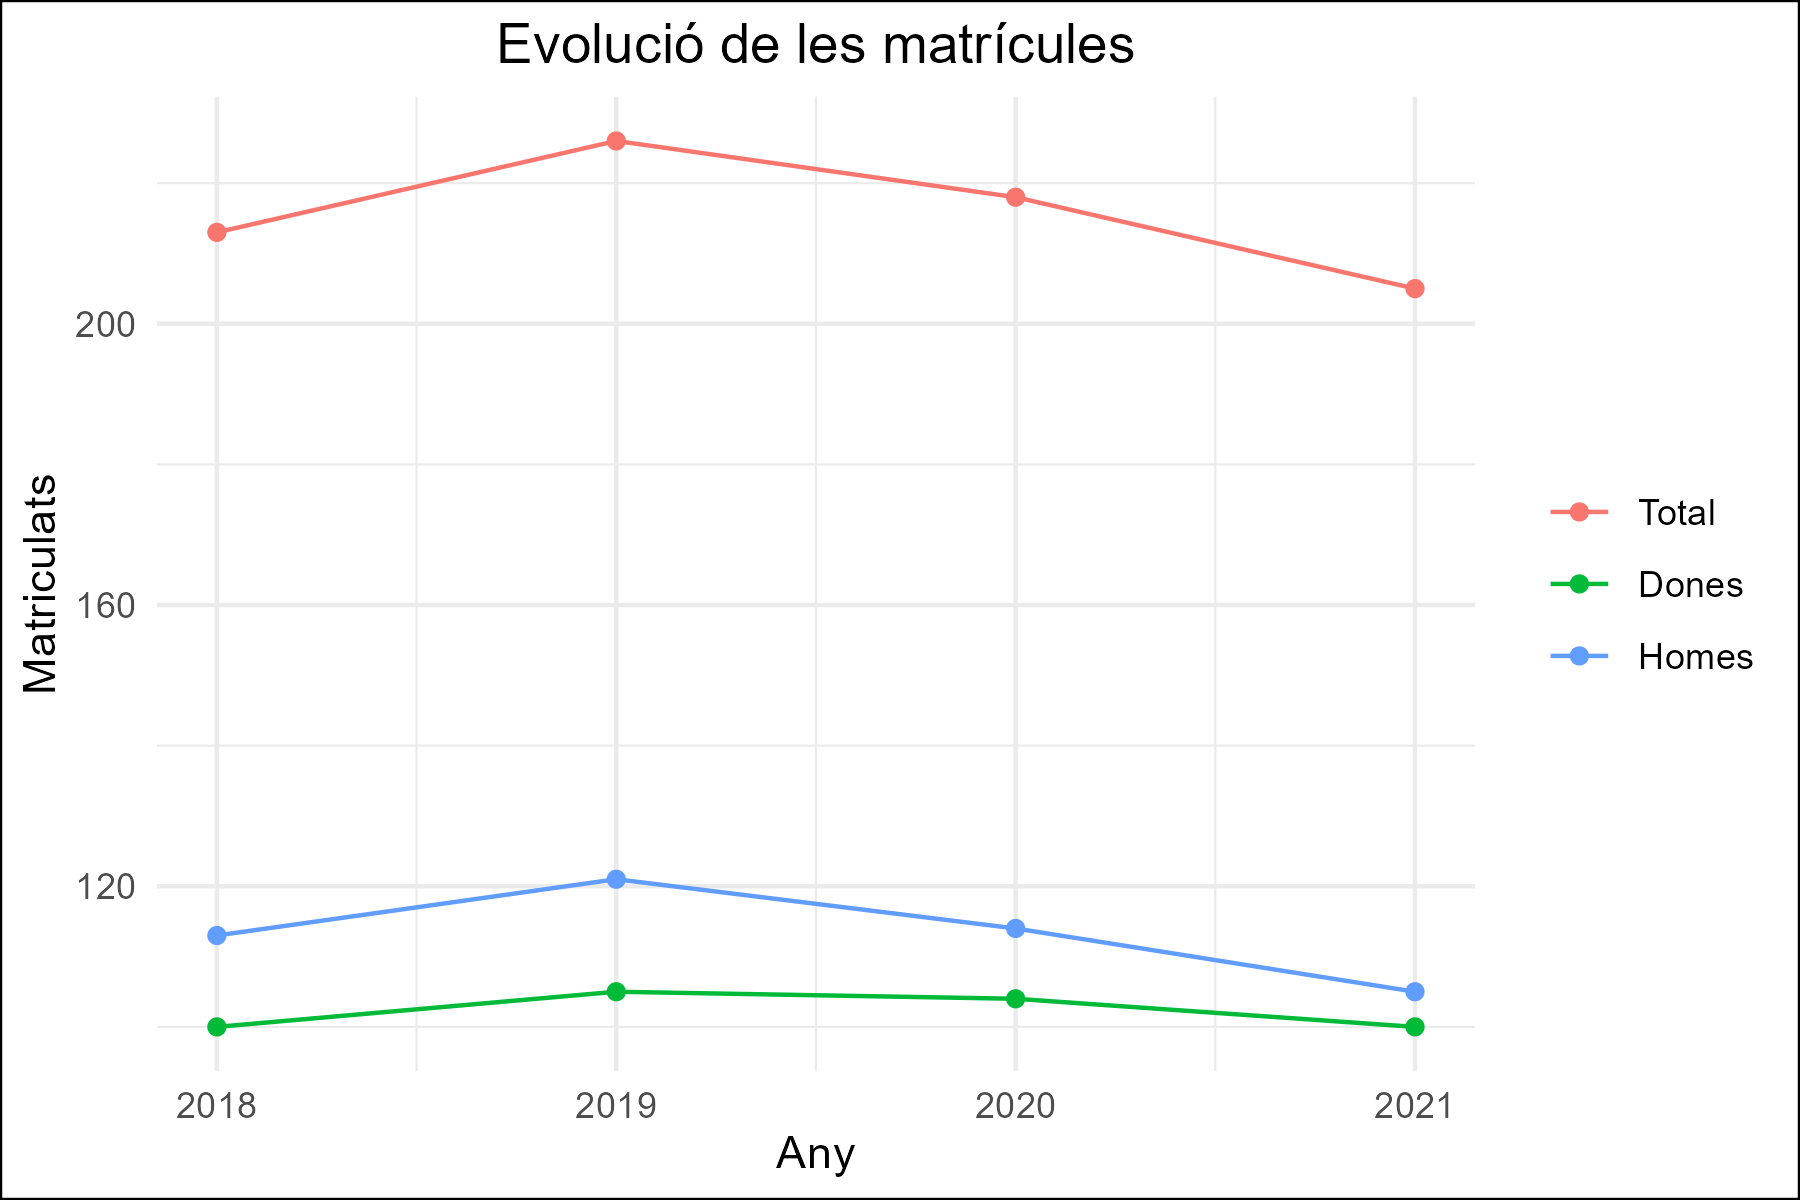 Evolució de les matrícules
Matriculats
200
160
120
2018 2019 2020 2021
Any
Total
Dones
Homes